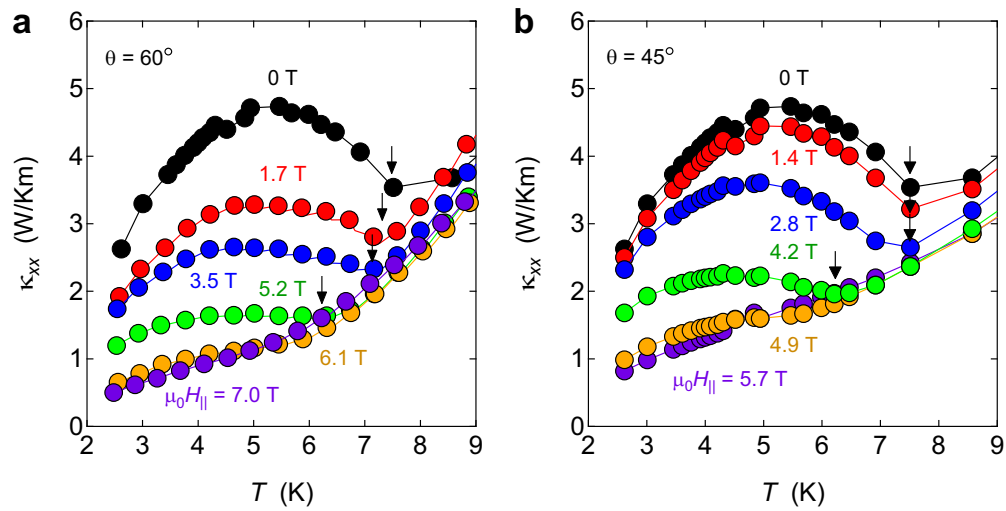 a
θ = 60°
0 T
1.7 T
3.5 T
5.2 T
6.1 T
μ0H|| = 7.0 T
6
5
4
3
2
1
0
κxx (W/Km)
2 3 4 5 6 7 8 9
T (K)
b
θ = 45°
0 T
1.4 T
2.8 T
4.2 T
4.9 T
μ0H|| = 5.7 T
6
5
4
3
2
1
0
κxx (W/Km)
2 3 4 5 6 7 8 9
T (K)